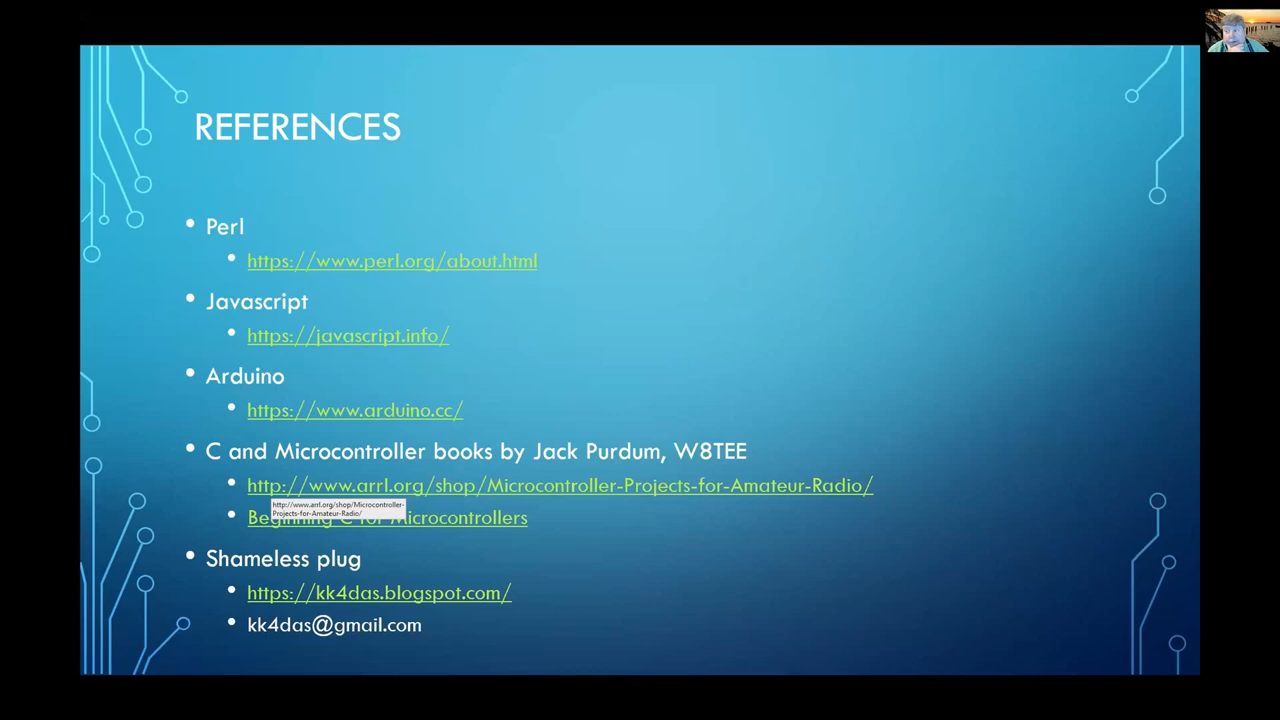 REFERENCES
• Perl
• https://www.perl.org/about.html
• Javascript
• https://javascript.info/
• Arduino
• https://www.arduino.cc/
• C and Microcontroller books by Jack Purdum, W8TEE
• http://www.arrl.org/shop/Microcontroller-Projects-for-Amateur-Radio/
http://www.arrl.org/shop/Microcontroller-
Projects-for-Amateur-Radio/
• Beginning C for Microcontrollers
• Shameless plug
• https://kk4das.blogspot.com/
• kk4das@gmail.com